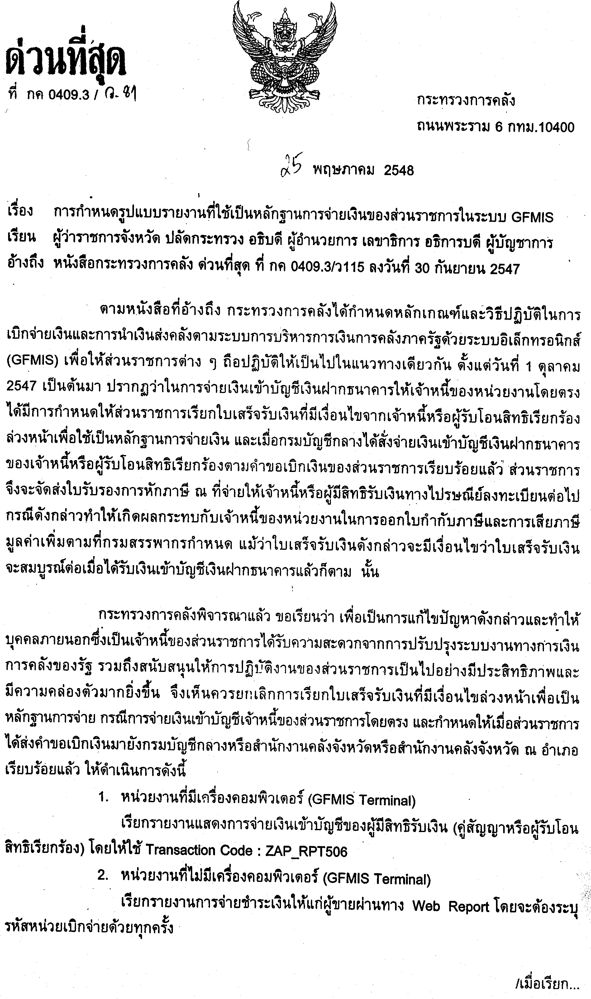 ด่วนที่สุด
ที่ กค 0409.3 / ว.
กระทรวงการคลัง
ถนนพระราม 6 กทม.10400
25 พฤษภาคม 2548
เรื่อง การกำหนดรูปแบบรายงานที่ใช้เป็นหลักฐานการจ่ายเงินของส่วนราชการในระบบ GFMIS
เรียน ผู้ว่าราชการจังหวัด ปลัดกระทรวง อธิบดี ผู้อำนวยการ เลขาธิการ อธิการบดี ผู้บัญชาการ
อ้างถึง หนังสือกระทรวงการคลัง ด่วนที่สุด ที่ กค 0409.3/ว115 ลงวันที่ 30 กันยายน 2547
ตามหนังสือที่อ้างถึง กระทรวงการคลังได้กำหนดหลักเกณฑ์และวิธีปฏิบัติในการ
เบิกจ่ายเงินและการนำเงินส่งคลังตามระบบการบริหารการเงินการคลังภาครัฐด้วยระบบอิเล็กทรอนิกส์
(GFMIS) เพื่อให้ส่วนราชการต่าง ๆ ถือปฏิบัติให้เป็นไปในแนวทางเดียวกัน ตั้งแต่วันที่ 1 ตุลาคม
2547 เป็นต้นมา ปรากฏว่าในการจ่ายเงินเข้าบัญชีเงินฝากธนาคารให้เจ้าหนี้ของหน่วยงานโดยตรง
ได้มีการกำหนดให้ส่วนราชการเรียกใบเสร็จรับเงินที่มีเงื่อนไขจากเจ้าหนี้หรือผู้รับโอนสิทธิเรียกร้อง
ล่วงหน้าเพื่อใช้เป็นหลักฐานการจ่ายเงิน และเมื่อกรมบัญชีกลางได้สั่งจ่ายเงินเข้าบัญชีเงินฝากธนาคาร
ของเจ้าหนี้หรือผู้รับโอนสิทธิเรียกร้องตามคำขอเบิกเงินของส่วนราชการเรียบร้อยแล้ว ส่วนราชการ
จึงจะจัดส่งใบรับรองการหักภาษี ณ ที่จ่ายให้เจ้าหนี้หรือผู้มีสิทธิรับเงินทางไปรษณีย์ลงทะเบียนต่อไป
กรณีดังกล่าวทำให้เกิดผลกระทบกับเจ้าหนี้ของหน่วยงานในการออกใบกำกับภาษีและการเสียภาษี
มูลค่าเพิ่มตามที่กรมสรรพากรกำหนด แม้ว่าใบเสร็จรับเงินดังกล่าวจะมีเงื่อนไขว่าใบเสร็จรับเงิน
จะสมบูรณ์ต่อเมื่อได้รับเงินเข้าบัญชีเงินฝากธนาคารแล้วก็ตาม นั้น
กระทรวงการคลังพิจารณาแล้ว ขอเรียนว่า เพื่อเป็นการแก้ไขปัญหาดังกล่าวและทำให้
บุคคลภายนอกซึ่งเป็นเจ้าหนี้ของส่วนราชการได้รับความสะดวกจากการปรับปรุงระบบงานทางการเงิน
การคลังของรัฐ รวมถึงสนับสนุนให้การปฏิบัติงานของส่วนราชการเป็นไปอย่างมีประสิทธิภาพและ
มีความคล่องตัวมากยิ่งขึ้น จึงเห็นควรยกเลิกการเรียกใบเสร็จรับเงินที่มีเงื่อนไขล่วงหน้าเพื่อเป็น
หลักฐานการจ่าย กรณีการจ่ายเงินเข้าบัญชีเจ้าหนี้ของส่วนราชการโดยตรง และกำหนดให้เมื่อส่วนราชการ
ได้ส่งคำขอเบิกเงินมายังกรมบัญชีกลางหรือสำนักงานคลังจังหวัดหรือสำนักงานคลังจังหวัด ณ อำเภอ
เรียบร้อยแล้ว ให้ดำเนินการดังนี้
1. หน่วยงานที่มีเครื่องคอมพิวเตอร์ (GFMIS Terminal)
เรียกรายงานแสดงการจ่ายเงินเข้าบัญชีของผู้มีสิทธิรับเงิน (คู่สัญญาหรือผู้รับโอน
สิทธิเรียกร้อง) โดยให้ใช้ Transaction Code : ZAP_RPT506
2. หน่วยงานที่ไม่มีเครื่องคอมพิวเตอร์ (GFMIS Terminal)
เรียกรายงานการจ่ายชำระเงินให้แก่ผู้ขายผ่านทาง Web Report โดยจะต้องระบุ
รหัสหน่วยเบิกจ่ายด้วยทุกครั้ง
/เมื่อเรียก...